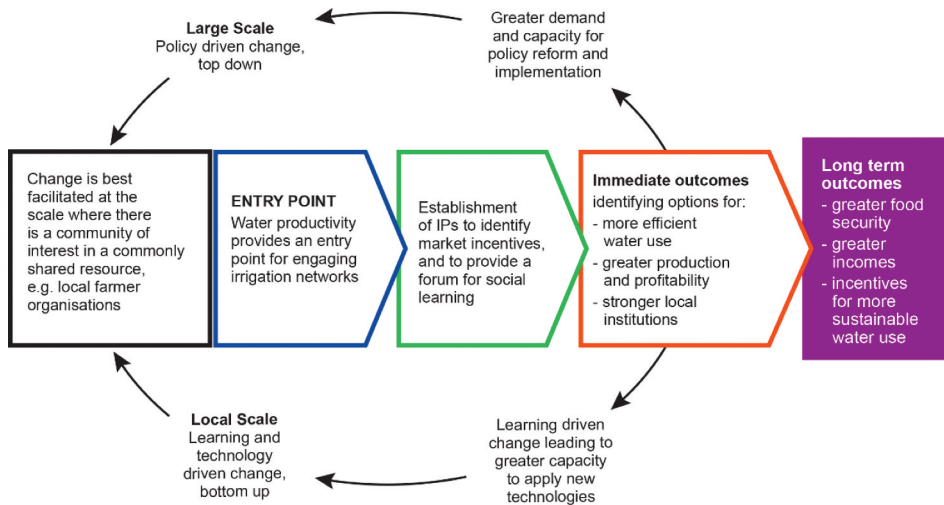 Large Scale
Policy driven change,
top down
Greater demand
and capacity for
policy reform and
implementation
Change is best
facilitated at the
scale where there
is a community of
interest in a commonly
shared resource,
e.g. local farmer
organisations
ENTRY POINT
Water productivity
provides an entry
point for engaging
irrigation networks
Establishment
of IPs to identify
market incentives,
and to provide a
forum for social
learning
Immediate outcomes
identifying options for:
- more efficient
water use
- greater production
and profitability
- stronger local
institutions
Long term
outcomes
- greater food
security
- greater
incomes
- incentives
for more
sustainable
water use
Local Scale
Learning and
technology
driven change,
bottom up
Learning driven
change leading to
greater capacity
to apply new
technologies